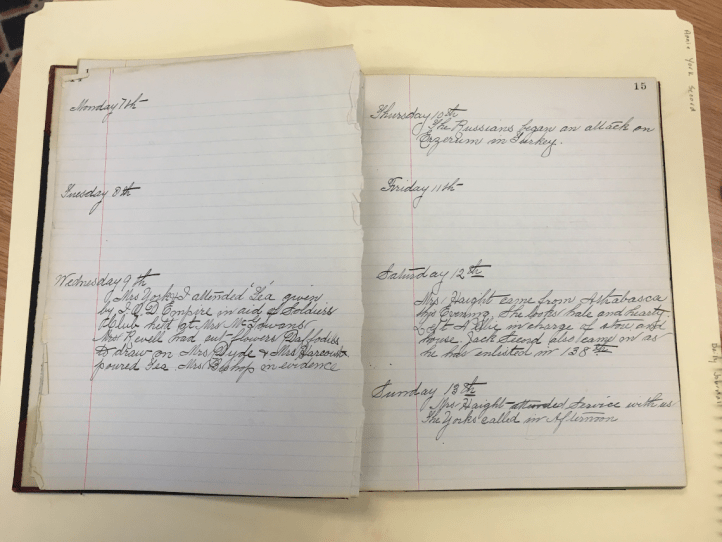 Monday 7th
Tuesday 8th
Wednesday 9th
Mrs York & I attended Tea given
by I.O.D Empire in aid of Soldiers
Club held at Mrs McGowans
Mrs Revell had cut-flowers Daffodils
to draw on Mrs Dyde & Mrs Harcourt
poured Tea Mrs Bishop in evidence
15
Thursday 10th
The Russians began an attack on
Erzerum in Turkey.
Friday 11th
Saturday 12th
Mrs Haight came from Athabasca
this Evening, She looks hale and hearty
Left in charge of store and
house, Jack also came on as
he has enlisted in 138th
Sunday 13th
Mrs Haight attended Service with us
The Yorks called in Afternoon